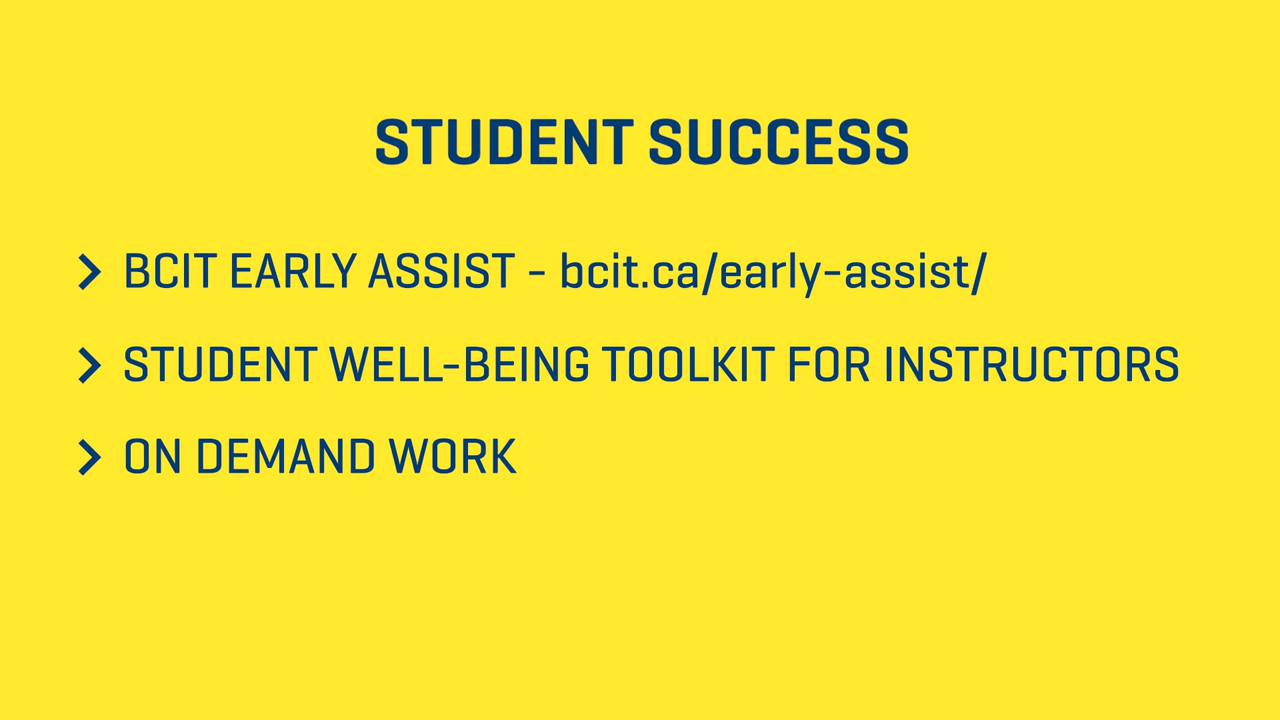 STUDENT SUCCESS
BCIT EARLY ASSIST - bcit.ca/early-assist/
STUDENT WELL-BEING TOOLKIT FOR INSTRUCTORS
ON DEMAND WORK